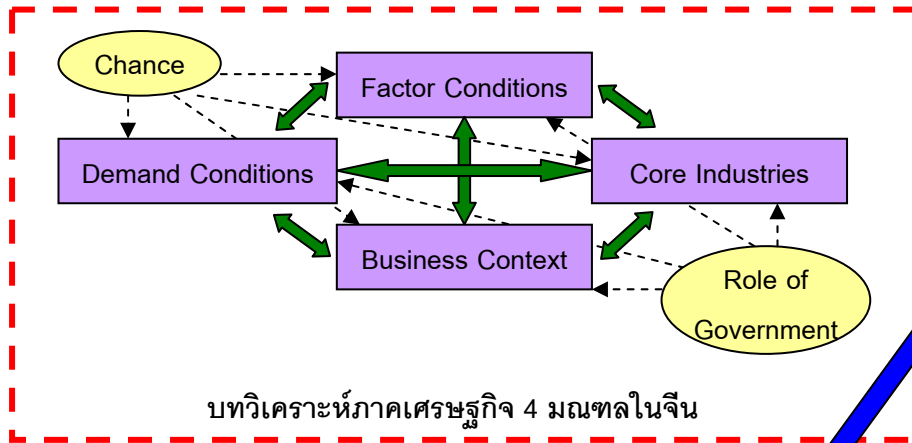 Chance
Factor Conditions
Demand Conditions
Core Industries
Business Context
Role of
Government
บทวิเคราะห์ภาคเศรษฐกิจ 4 มณฑลในจีน